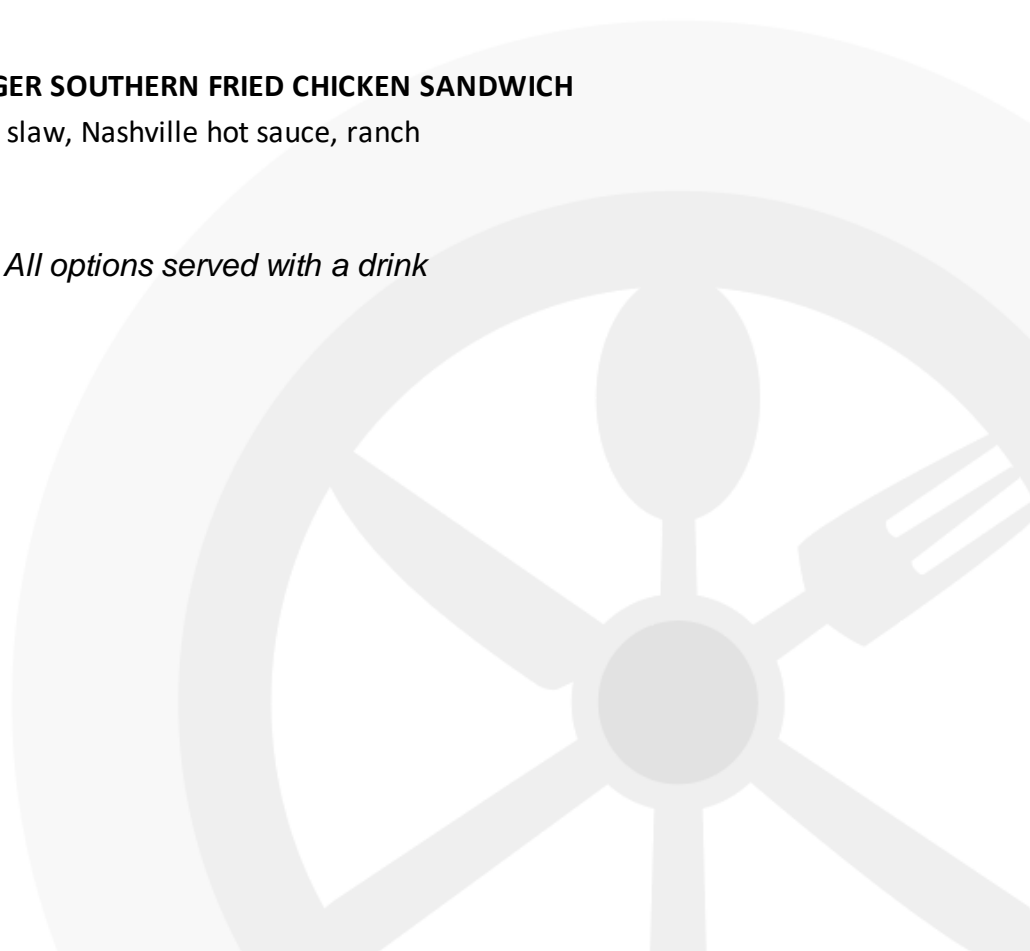 GER SOUTHERN FRIED CHICKEN SANDWICH
slaw, Nashville hot sauce, ranch
All options served with a drink